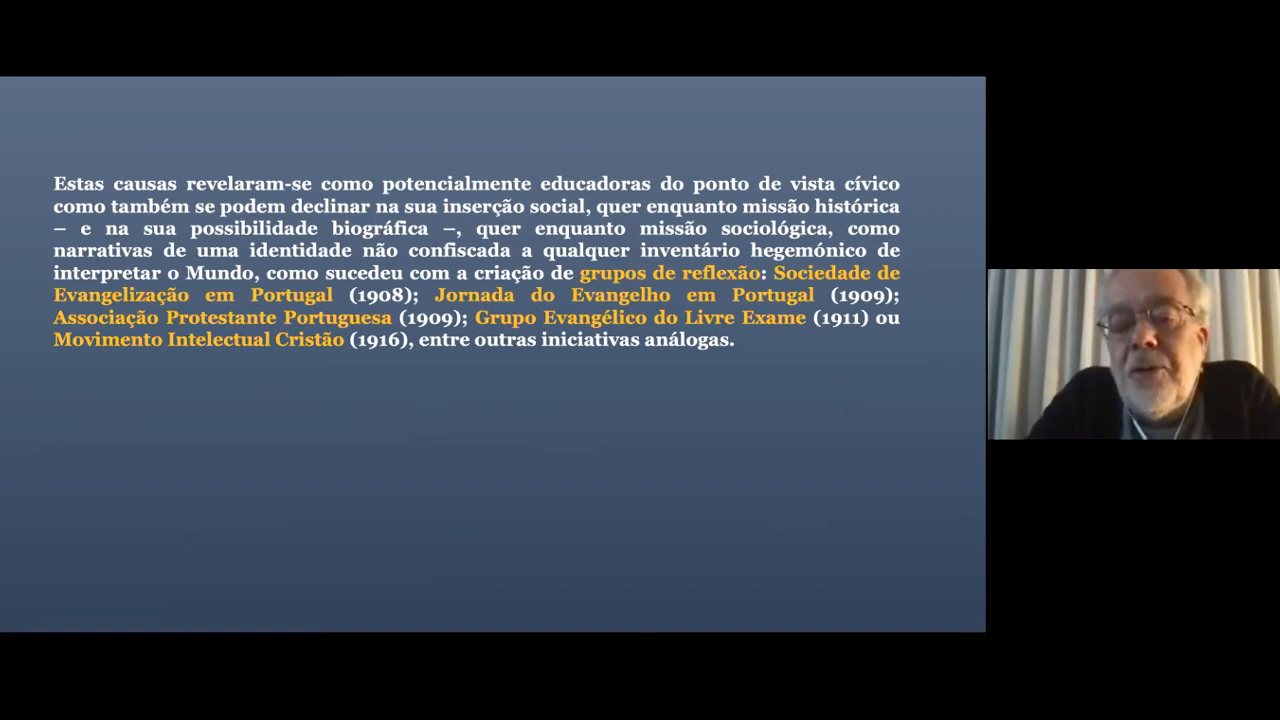 Estas causas revelaram-se como potencialmente educadoras do ponto de vista cívico
como também se podem declinar na sua inserção social, quer enquanto missão histórica
– e na sua possibilidade biográfica –, quer enquanto missão sociológica, como
narrativas de uma identidade não confiscada a qualquer inventário hegemónico de
interpretar o Mundo, como sucedeu com a criação de grupos de reflexão: Sociedade de
Evangelização em Portugal (1908); Jornada do Evangelho em Portugal (1909);
Associação Protestante Portuguesa (1909); Grupo Evangélico do Livre Exame (1911) ou
Movimento Intelectual Cristão (1916), entre outras iniciativas análogas.